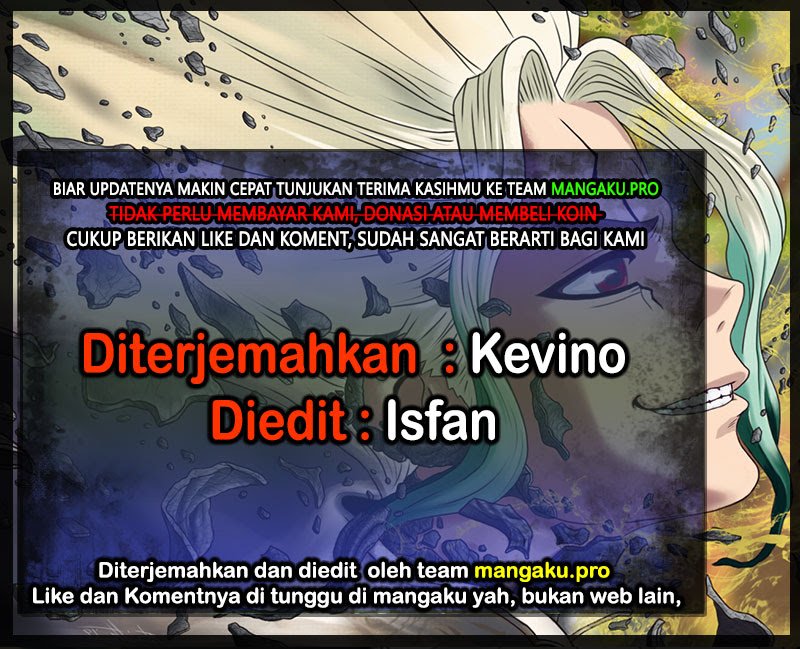 BIAR UPDATENYA MAKIN CEPAT TUNJUKAN TERIMA KASIHMU KE TEAM MANGAKU.PRO
TIDAK PERLU MEMBAYAR KAMI, DONASI ATAU MEMBELI KOIN
CUKUP BERIKAN LIKE DAN KOMENT, SUDAH SANGAT BERARTI BAGI KAMI
Diterjemahkan : Kevino
Diedit : Isfan
Diterjemahkan dan diedit oleh team mangaku.pro
Like dan Komentnya di tunggu di mangaku yah, bukan web lain,